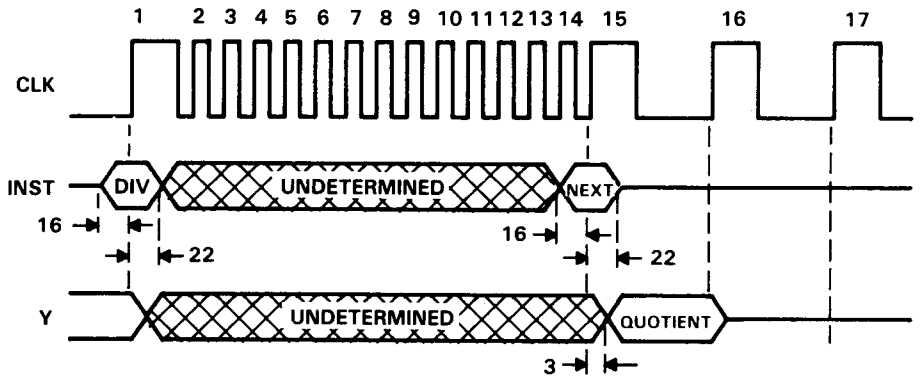 1 2 3 4 5 6 7 8 9 10 11 12 13 14 15 16 17
CLK
INST DIV UNDETERMINED NEXT
16 16
22 22
Y UNDETERMINED QUOTIENT
3